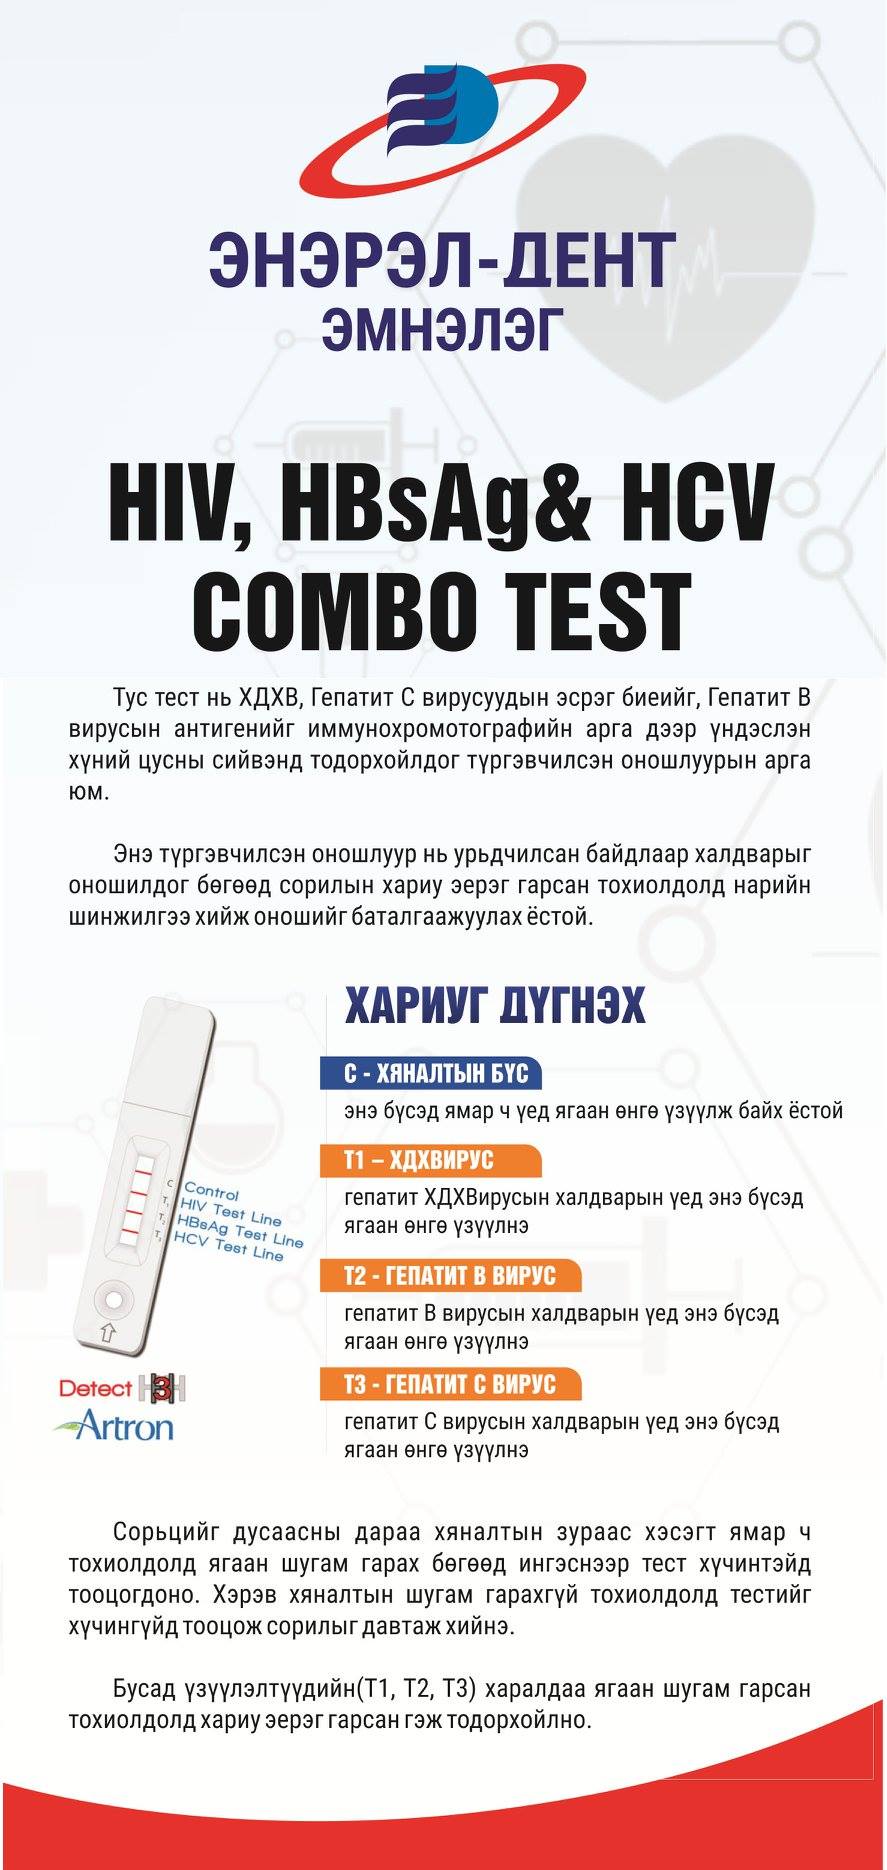 ЭНЭРЭЛ-ДЕНТ
ЭМНЭЛЭГ
HIV, HBsAg& HCV
COMBO TEST
Тус тест нь ХДХВ, Гепатит С вирусуудын эсрэг биеийг, Гепатит В
вирусын антигенийг иммунохромотографийн арга дээр үндэслэн
хүний цусны сийвэнд тодорхойлдог түргэвчилсэн оношлуурын арга
юм.
Энэ түргэвчилсэн оношлуур нь урьдчилсан байдлаар халдварыг
оношилдог бөгөөд сорилын хариу эерэг гарсан тохиолдолд нарийн
шинжилгээ хийж оношийг баталгаажуулах ёстой.
ХАРИУГ ДҮГНЭХ
С - ХЯНАЛТЫН БҮС
энэ бүсэд ямар ч үед ягаан өнгө үзүүлж байх ёстой
Т1 – ХДХВИРУС
гепатит ХДХВирусын халдварын үед энэ бүсэд
ягаан өнгө үзүүлнэ
Т2 - ГЕПАТИТ В ВИРУС
гепатит В вирусын халдварын үед энэ бүсэд
ягаан өнгө үзүүлнэ
Т3 - ГЕПАТИТ С ВИРУС
гепатит С вирусын халдварын үед энэ бүсэд
ягаан өнгө үзүүлнэ
C Control
T1 HIV Test Line
T2 HBsAg Test Line
T3 HCV Test Line
Detect H3H
Artron
Сорьцийг дусаасны дараа хяналтын зураас хэсэгт ямар ч
тохиолдолд ягаан шугам гарах бөгөөд ингэснээр тест хүчинтэйд
тооцогдоно. Хэрэв хяналтын шугам гарахгүй тохиолдолд тестийг
хүчингүйд тооцож сорилыг давтаж хийнэ.
Бусад үзүүлэлтүүдийн(Т1, Т2, Т3) харалдаа ягаан шугам гарсан
тохиолдолд хариу эерэг гарсан гэж тодорхойлно.